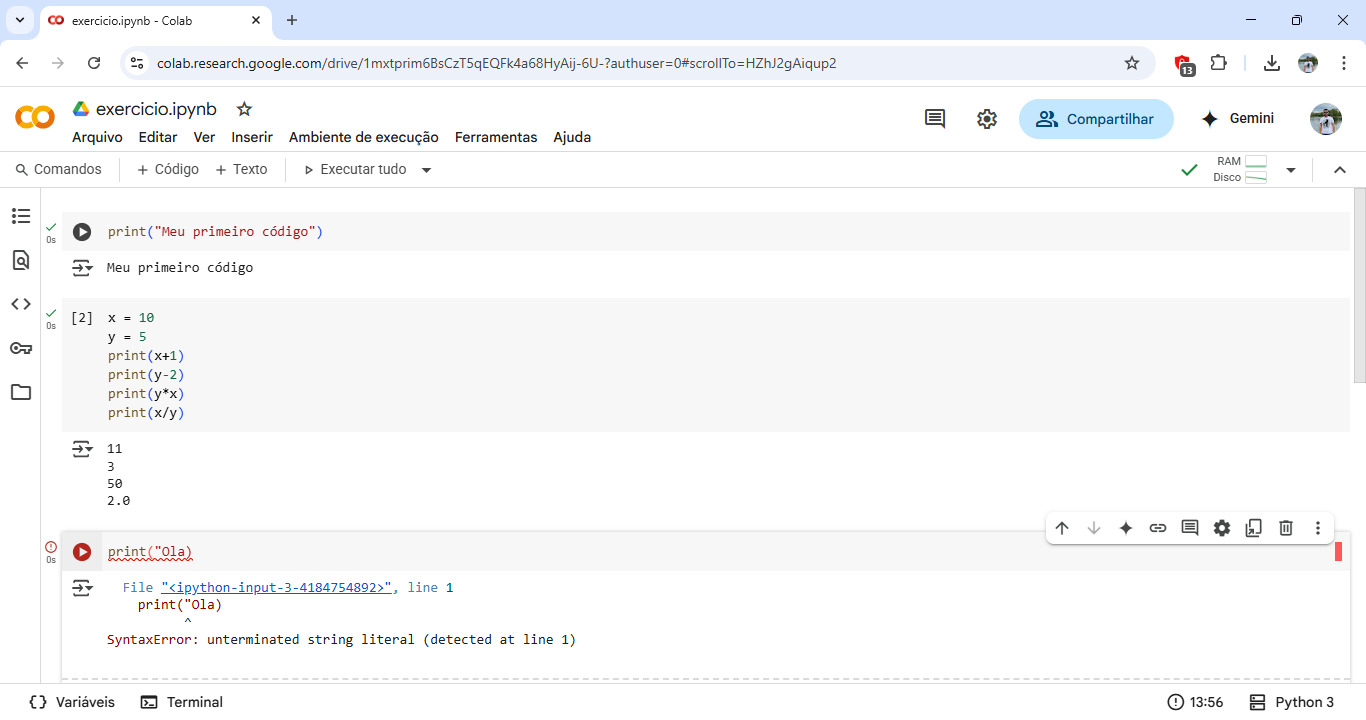 exercicio.ipynb - Colab
colab.research.google.com/drive/1mxtprim6BsCzT5qEQFk4a68HyAij-6U-?authuser=0#scrollTo=HZhJ2gAiqup2
13
exercicio.ipynb
Arquivo Editar Ver Inserir Ambiente de execução Ferramentas Ajuda
Compartilhar
Gemini
Comandos + Código + Texto Executar tudo
RAM
Disco
0s
print("Meu primeiro código")
Meu primeiro código
0s
[2] x = 10
y = 5
print(x+1)
print(y-2)
print(y*x)
print(x/y)
11
3
50
2.0
0s
print("Ola)
File "<ipython-input-3-4184754892>", line 1
print("Ola)
^
SyntaxError: unterminated string literal (detected at line 1)
Variáveis Terminal
13:56 Python 3